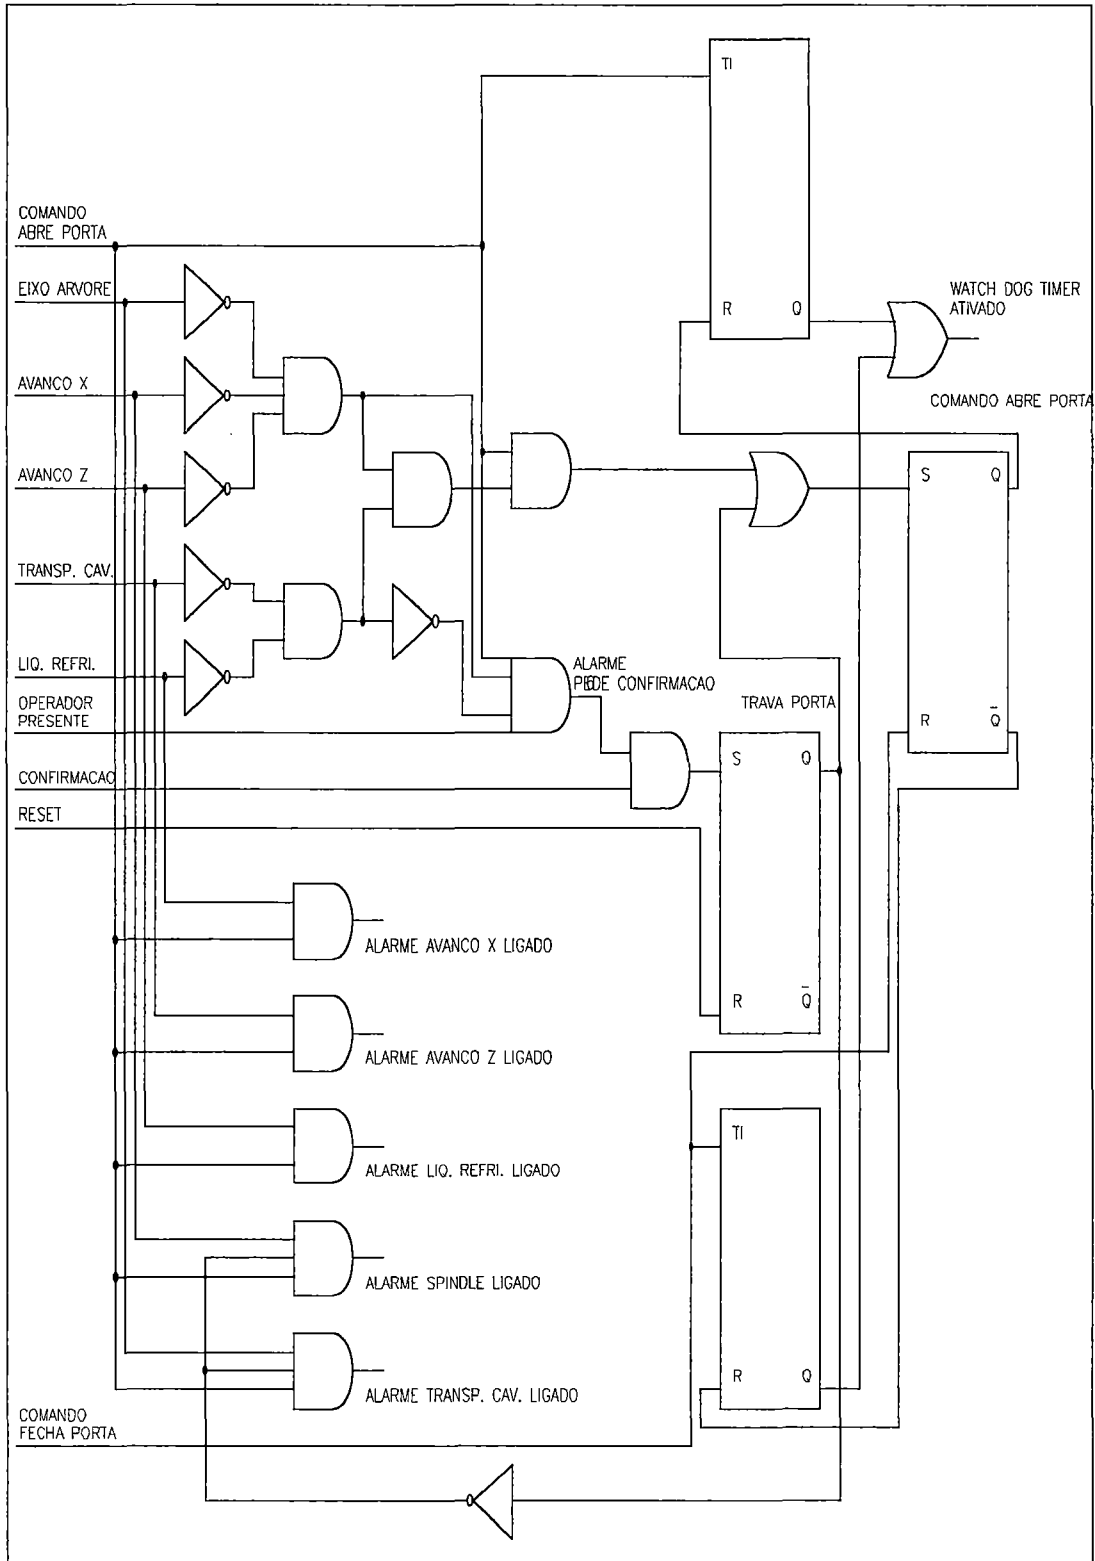 TI
COMANDO
ABRE PORTA
EIXO ARVORE
R Q
WATCH DOG TIMER
ATIVADO
AVANCO X
COMANDO ABRE PORTA
AVANCO Z
S Q
TRANSP. CAV.
LIQ. REFRI.
ALARME
CONFIRMACAO
OPERADOR
PRESENTE
TRAVA PORTA
R Q̅
S Q
CONFIRMACAO
RESET
ALARME AVANCO X LIGADO
R Q̅
ALARME AVANCO Z LIGADO
TI
ALARME LIQ. REFRI. LIGADO
ALARME SPINDLE LIGADO
R Q
ALARME TRANSP. CAV. LIGADO
COMANDO
FECHA PORTA